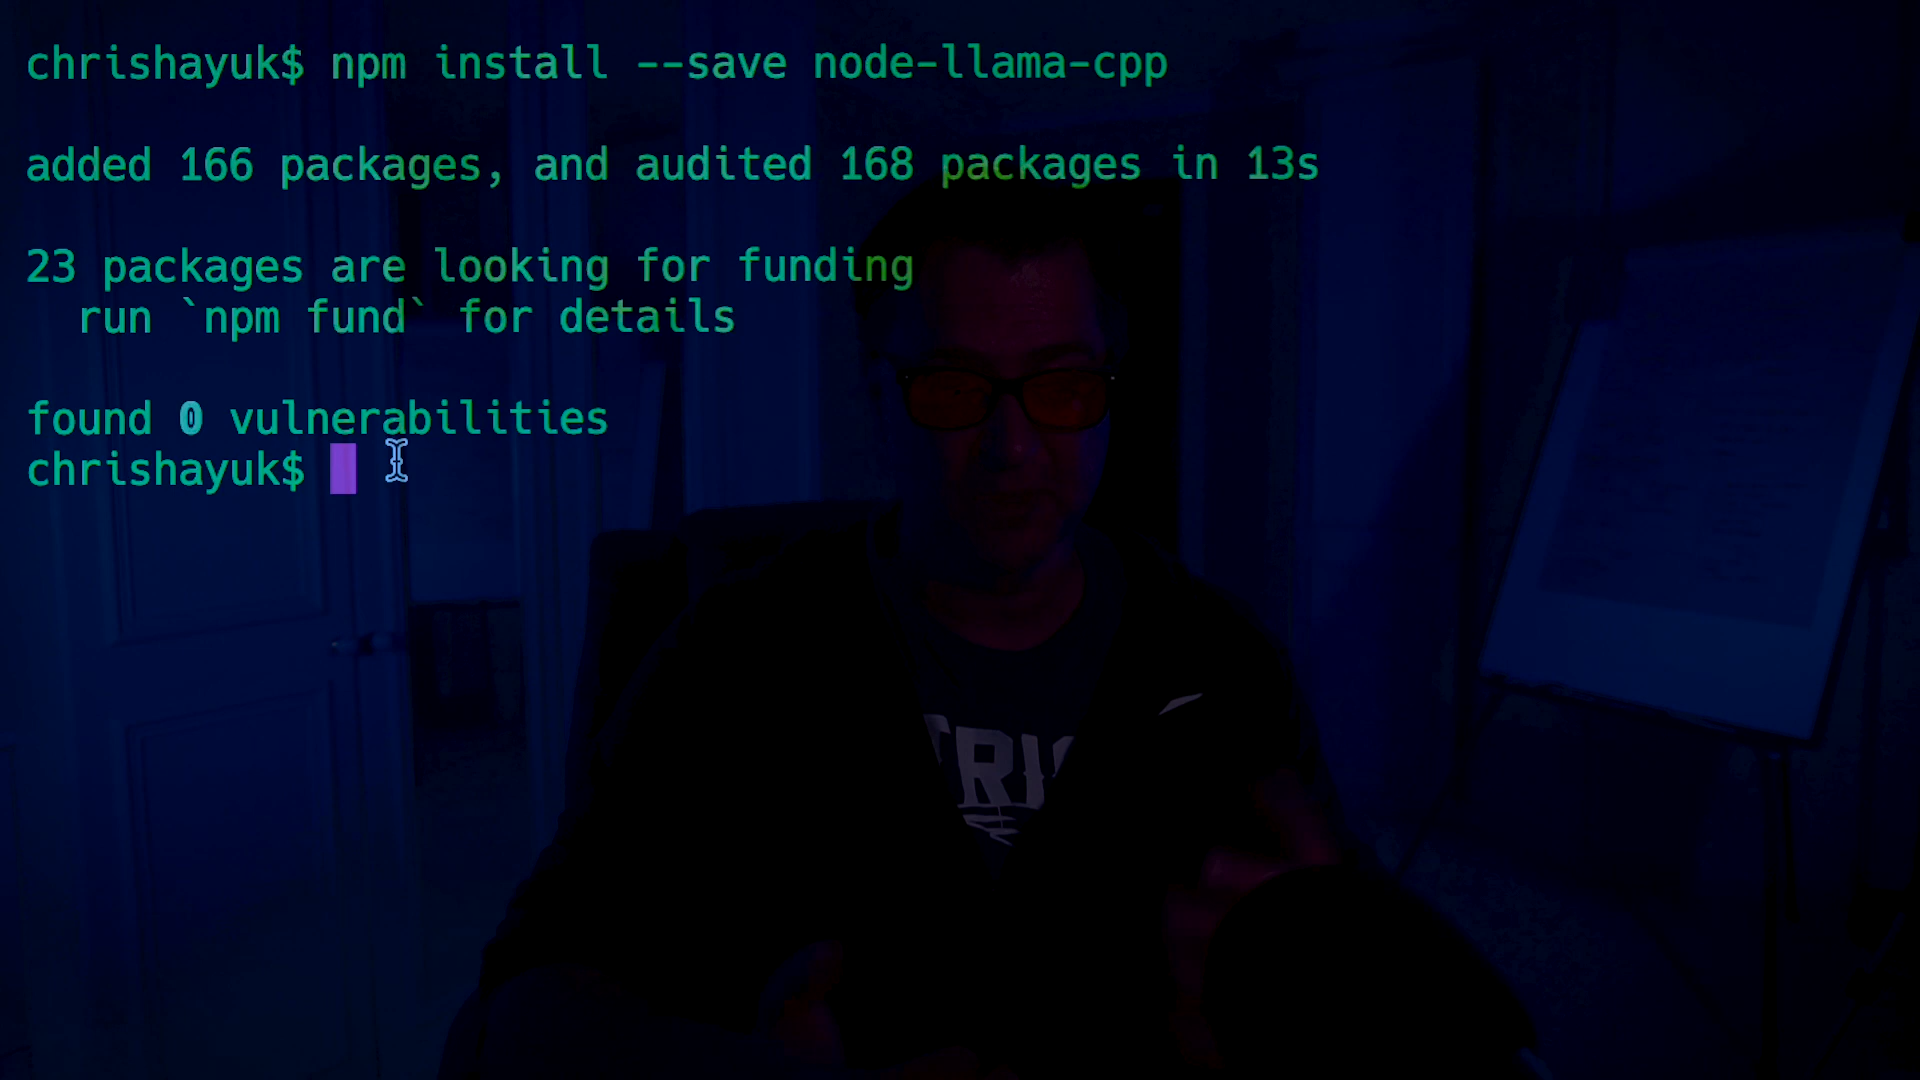 chrishayuk$ npm install --save node-llama-cpp
added 166 packages, and audited 168 packages in 13s
23 packages are looking for funding
run `npm fund` for details
found 0 vulnerabilities
chrishayuk$